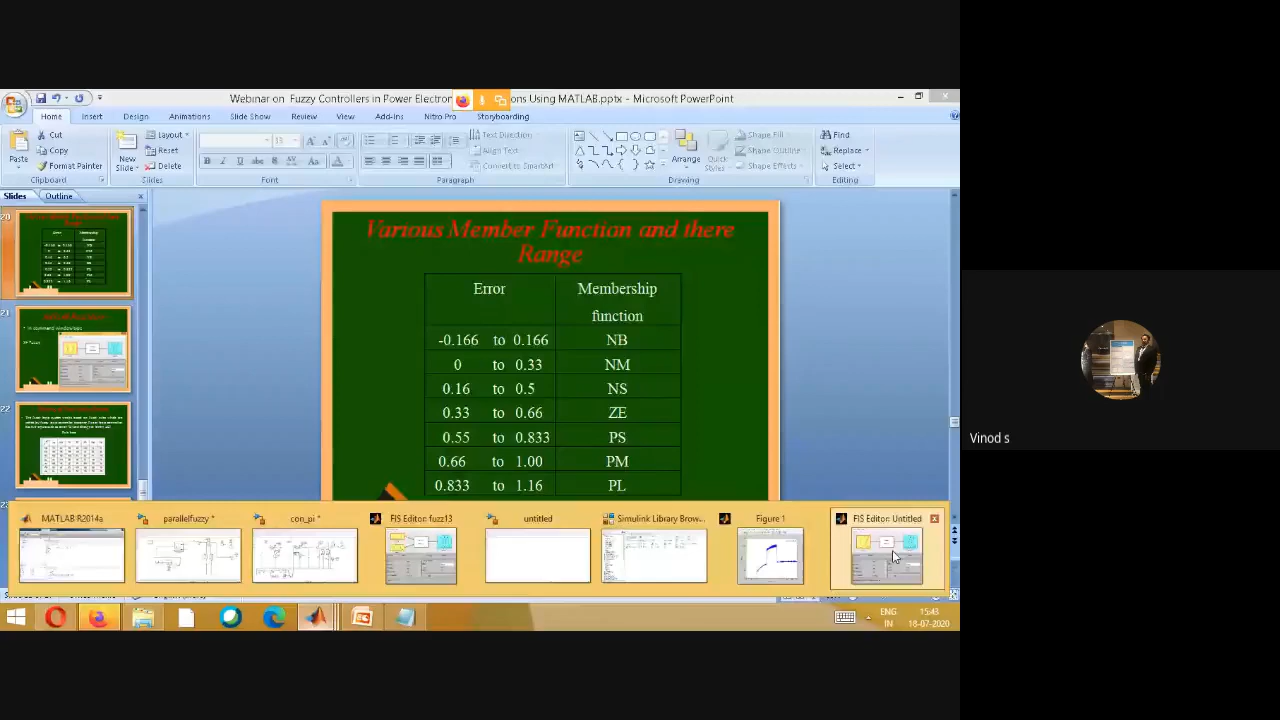 Webinar on Fuzzy Controllers in Power Electron ons Using MATLAB.pptx - Microsoft PowerPoint
Home Insert Design Animations Slide Show Review View Add-Ins Nitro Pro Storyboarding
Cut
Copy
Format Painter
Paste
Clipboard
New Slide
Layout
Reset
Delete
Slides
Font
Text Direction
Align Text
Convert to SmartArt
Paragraph
Arrange
Quick Styles
Shape Fill
Shape Outline
Shape Effects
Drawing
Find
Replace
Select
Editing
Slides Outline
20
21
22
Various Member Function and there
Range
Error Membership
function
-0.166 to 0.166 NB
0 to 0.33 NM
0.16 to 0.5 NS
0.33 to 0.66 ZE
0.55 to 0.833 PS
0.66 to 1.00 PM
0.833 to 1.16 PL
MATLAB R2014a parallelfuzzy * con_pi * FIS Editor: fuzz13 untitled Simulink Library Brow... Figure 1 FIS Editor: Untitled
ENG
IN
15:43
18-07-2020
Vinod s